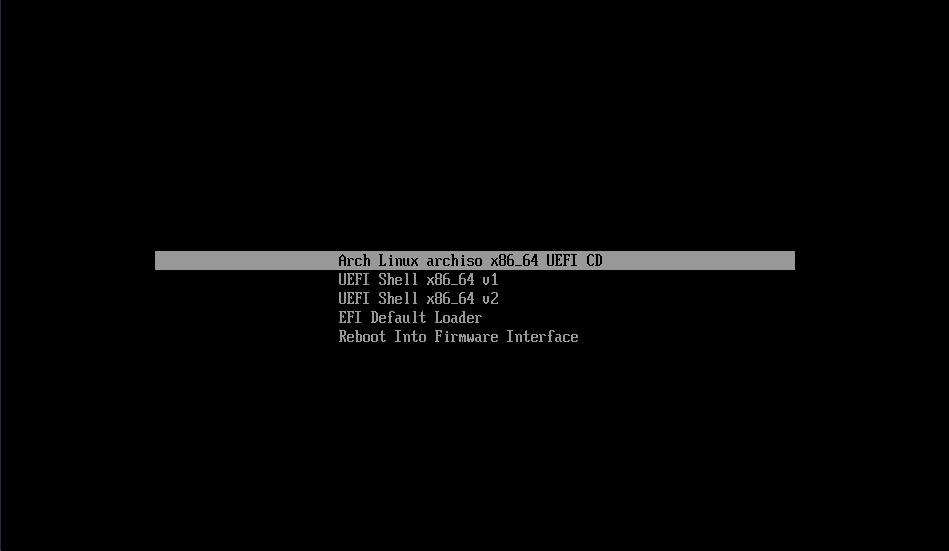 Arch Linux archiso x86_64 UEFI CD
UEFI Shell x86_64 v1
UEFI Shell x86_64 v2
EFI Default Loader
Reboot Into Firmware Interface